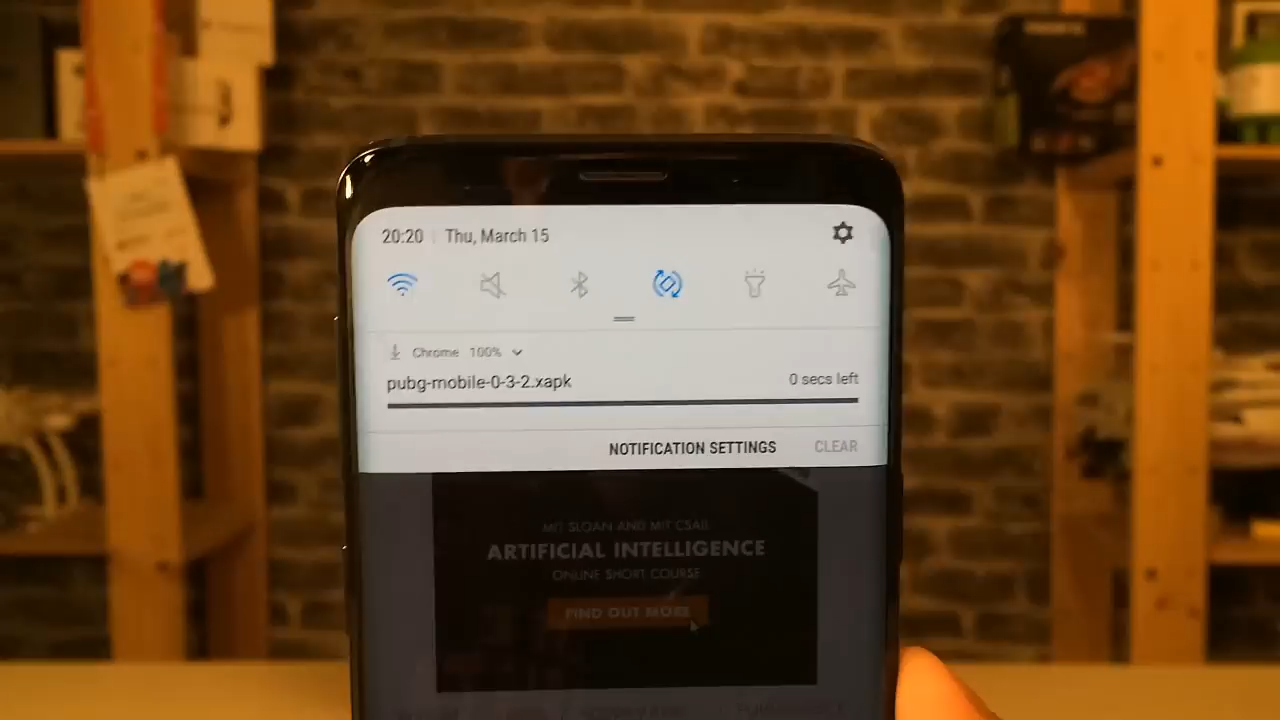 20:20 Thu, March 15
Chrome 100%
pubg-mobile-0-3-2.xapk
0 secs left
NOTIFICATION SETTINGS
CLEAR
MIT SLOAN AND MIT CSAIL
ARTIFICIAL INTELLIGENCE
ONLINE SHORT COURSE
FIND OUT MORE